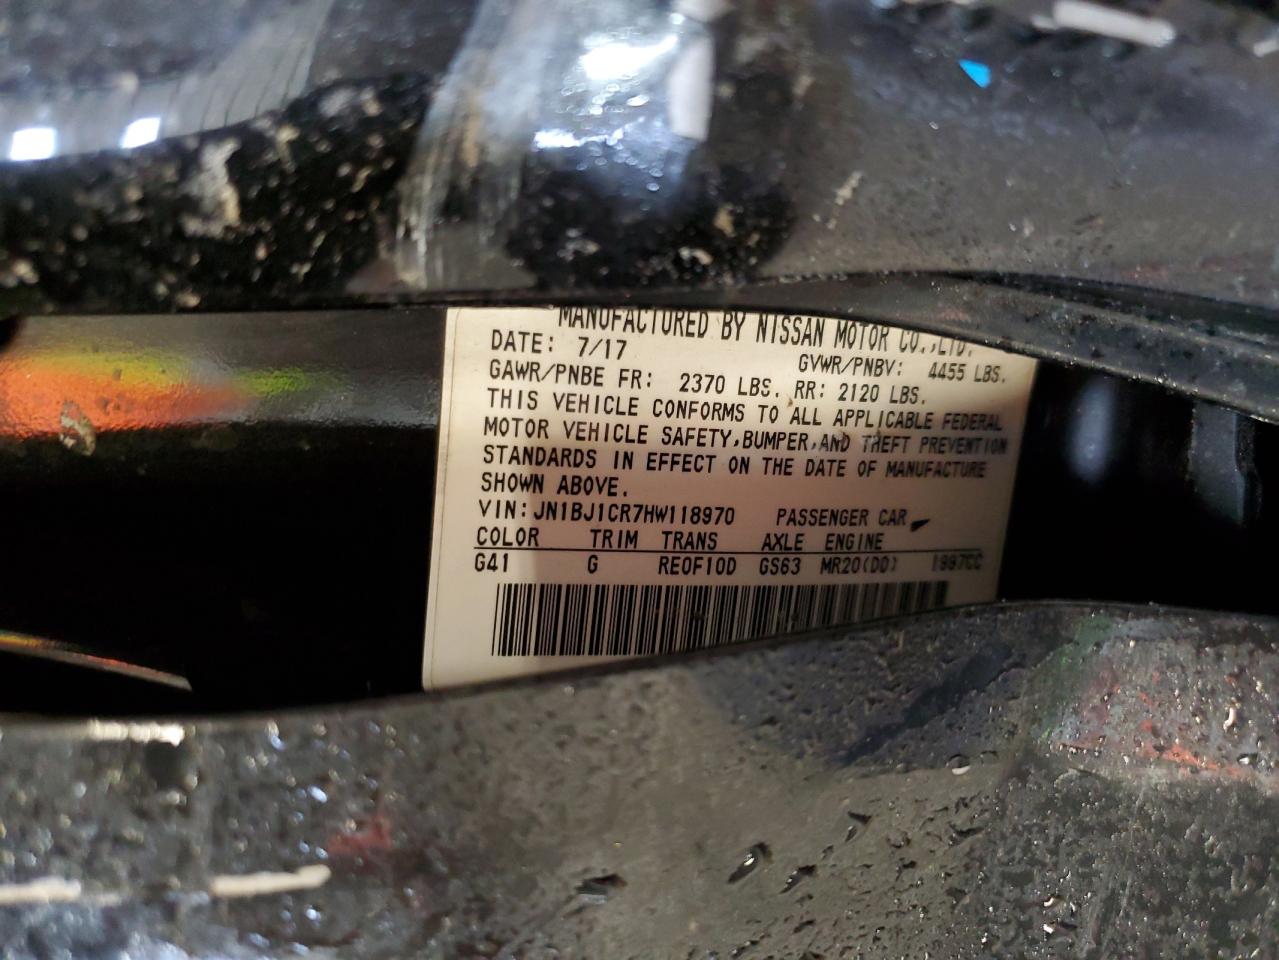 MANUFACTURED BY NISSAN MOTOR CO.,LTD.
DATE: 7/17 GVWR/PNBV: 4455 LBS.
GAWR/PNBE FR: 2370 LBS. RR: 2120 LBS.
THIS VEHICLE CONFORMS TO ALL APPLICABLE FEDERAL
MOTOR VEHICLE SAFETY,BUMPER,AND THEFT PREVENTION
STANDARDS IN EFFECT ON THE DATE OF MANUFACTURE
SHOWN ABOVE.
VIN: JN1BJ1CR7HW118970 PASSENGER CAR
COLOR TRIM TRANS AXLE ENGINE
G41 G RE0F10D GS63 MR20(DD) 1997CC